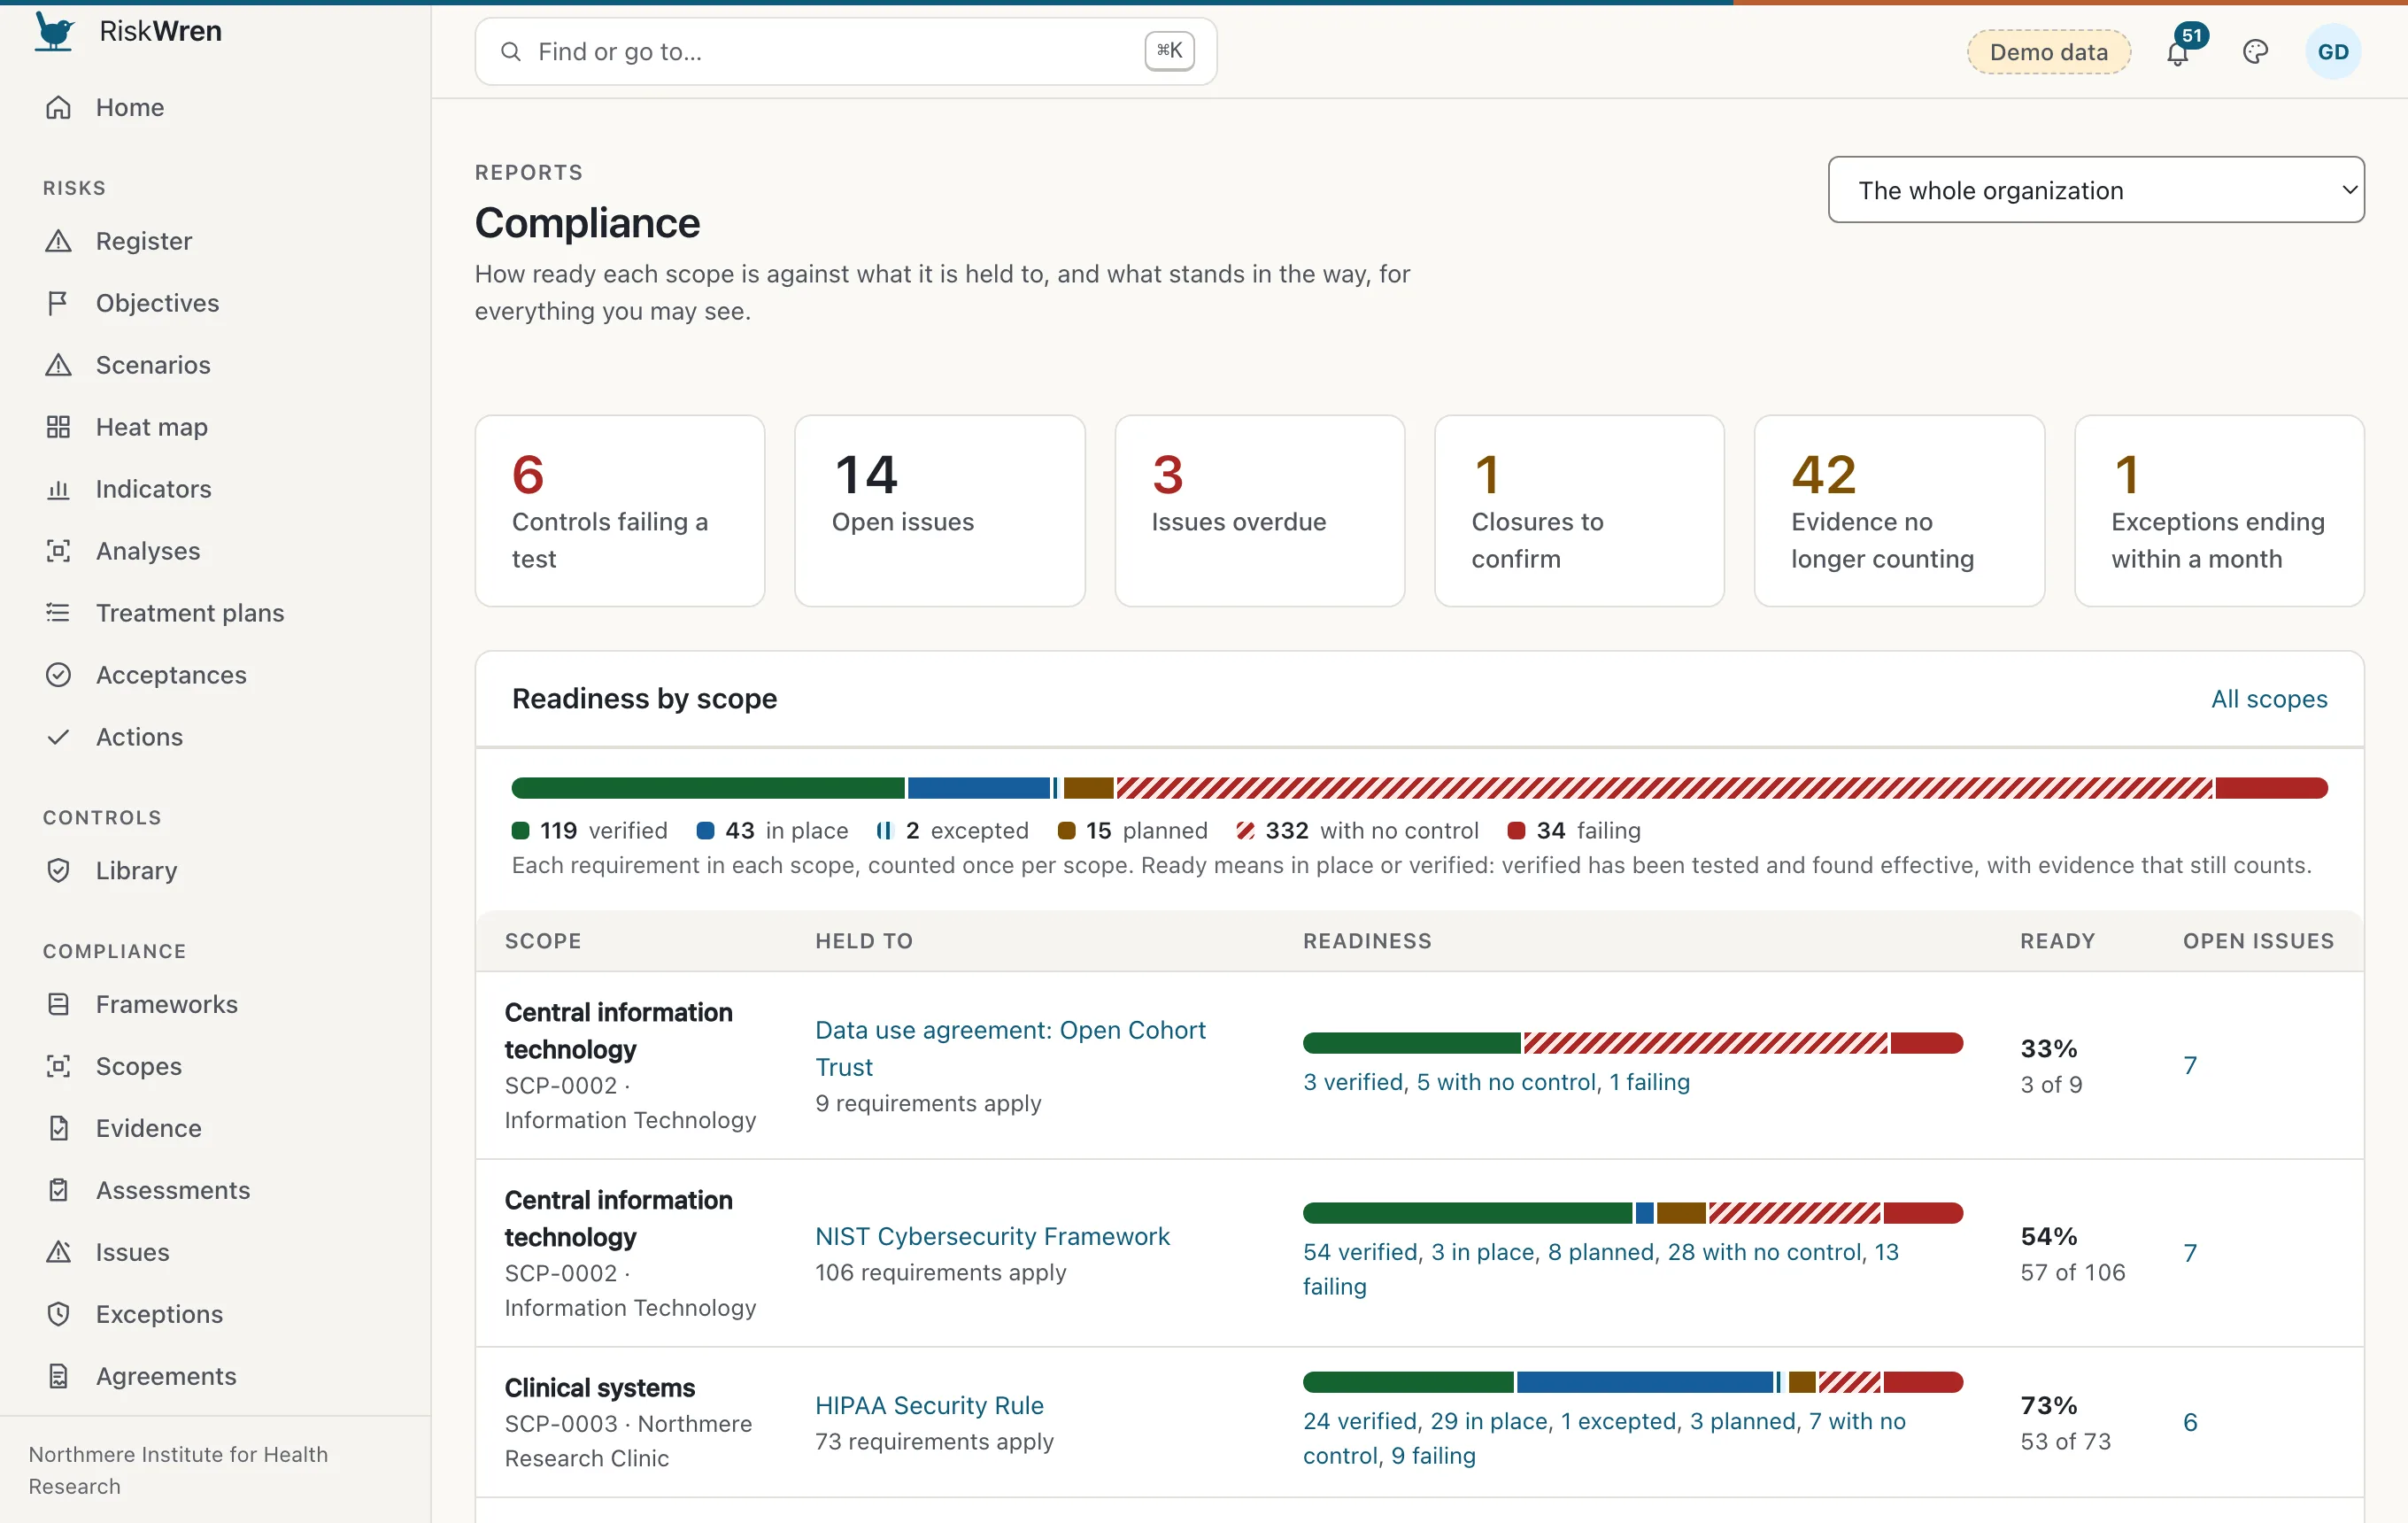 RiskWren
Find or go to...
⌘K
Demo data
51
GD
Home
RISKS
Register
Objectives
Scenarios
Heat map
Indicators
Analyses
Treatment plans
Acceptances
Actions
CONTROLS
Library
COMPLIANCE
Frameworks
Scopes
Evidence
Assessments
Issues
Exceptions
Agreements
Northmere Institute for Health
Research
REPORTS
Compliance
How ready each scope is against what it is held to, and what stands in the way, for
everything you may see.
The whole organization
6
Controls failing a
test
14
Open issues
3
Issues overdue
1
Closures to
confirm
42
Evidence no
longer counting
1
Exceptions ending
within a month
Readiness by scope
All scopes
119 verified 43 in place 2 excepted 15 planned 332 with no control 34 failing
Each requirement in each scope, counted once per scope. Ready means in place or verified: verified has been tested and found effective, with evidence that still counts.
SCOPE HELD TO READINESS READY OPEN ISSUES
Central information
technology
SCP-0002 ·
Information Technology
Data use agreement: Open Cohort
Trust
9 requirements apply
3 verified, 5 with no control, 1 failing
33%
3 of 9
7
Central information
technology
SCP-0002 ·
Information Technology
NIST Cybersecurity Framework
106 requirements apply
54 verified, 3 in place, 8 planned, 28 with no control, 13
failing
54%
57 of 106
7
Clinical systems
SCP-0003 · Northmere
Research Clinic
HIPAA Security Rule
73 requirements apply
24 verified, 29 in place, 1 excepted, 3 planned, 7 with no
control, 9 failing
73%
53 of 73
6